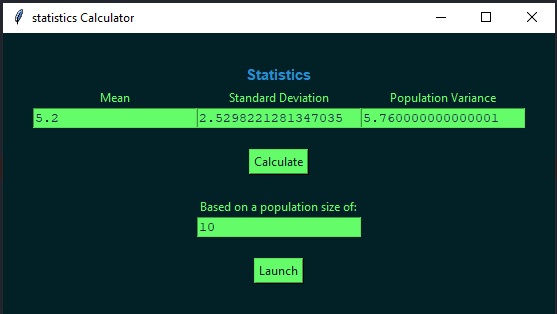 statistics Calculator
Statistics
Mean Standard Deviation Population Variance
5.2 2.5298221281347035 5.760000000000001
Calculate
Based on a population size of:
10
Launch